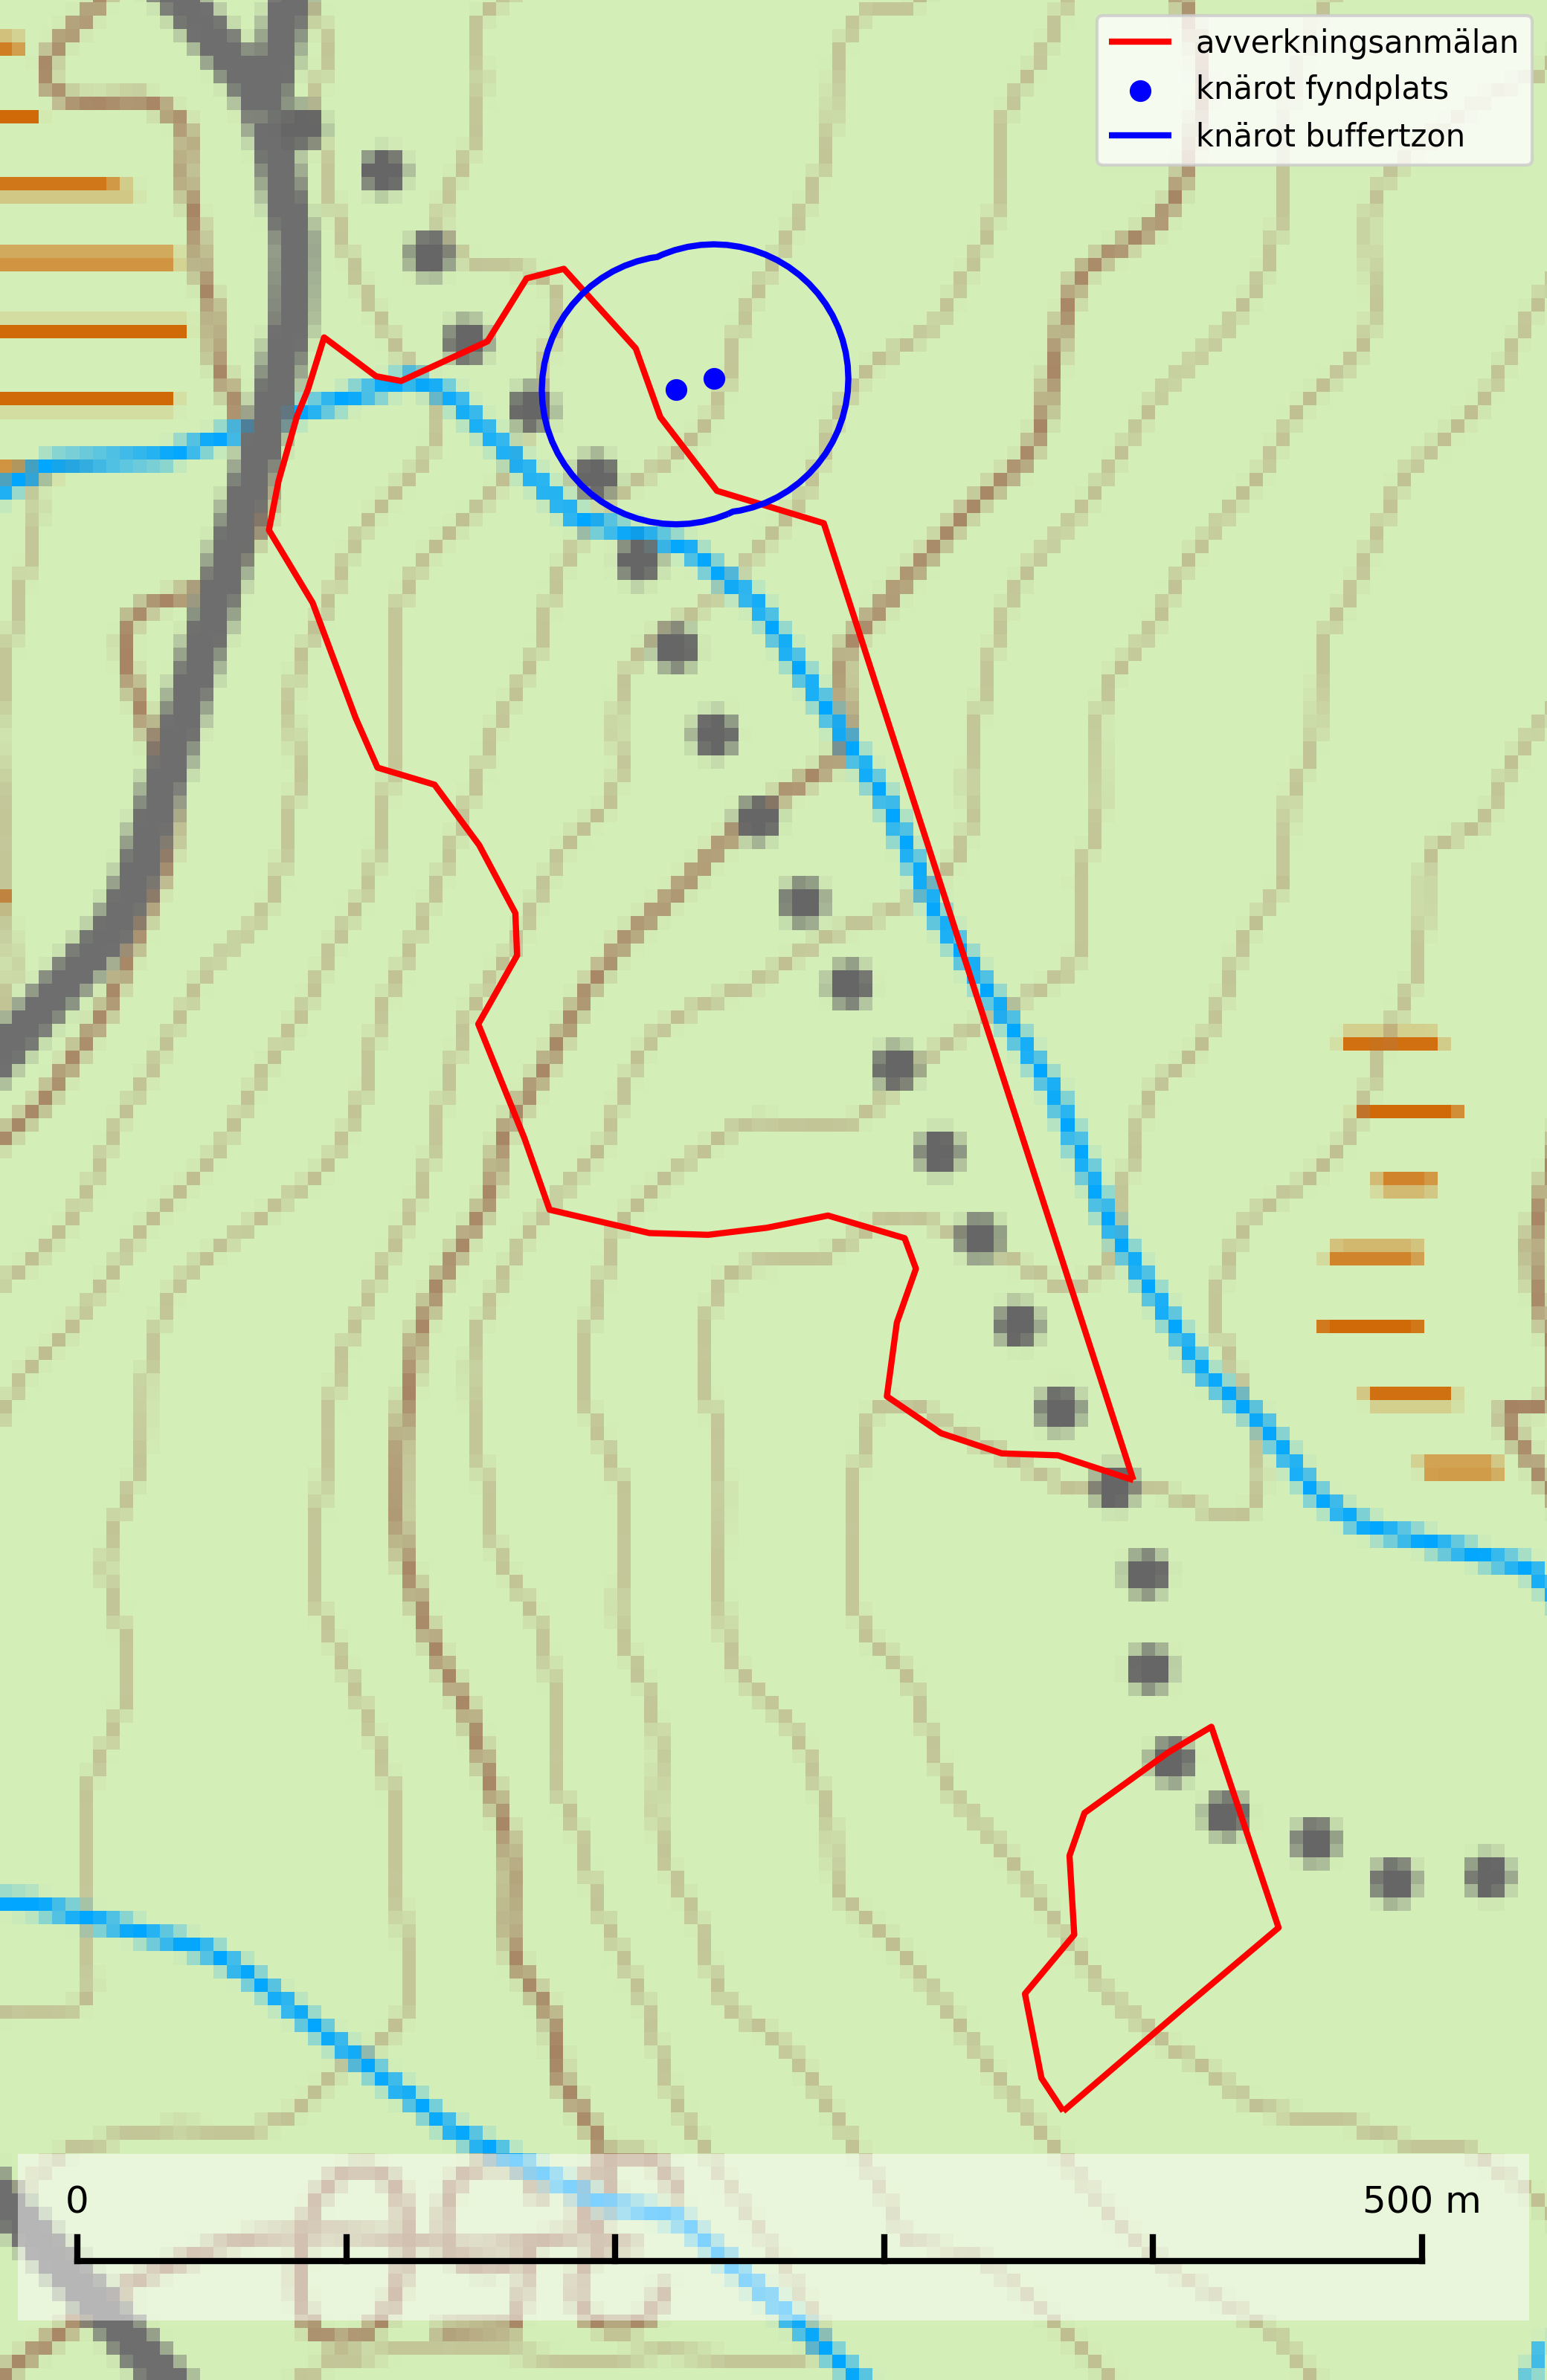 avverkningsanmälan
knärot fyndplats
knärot buffertzon
0
500 m